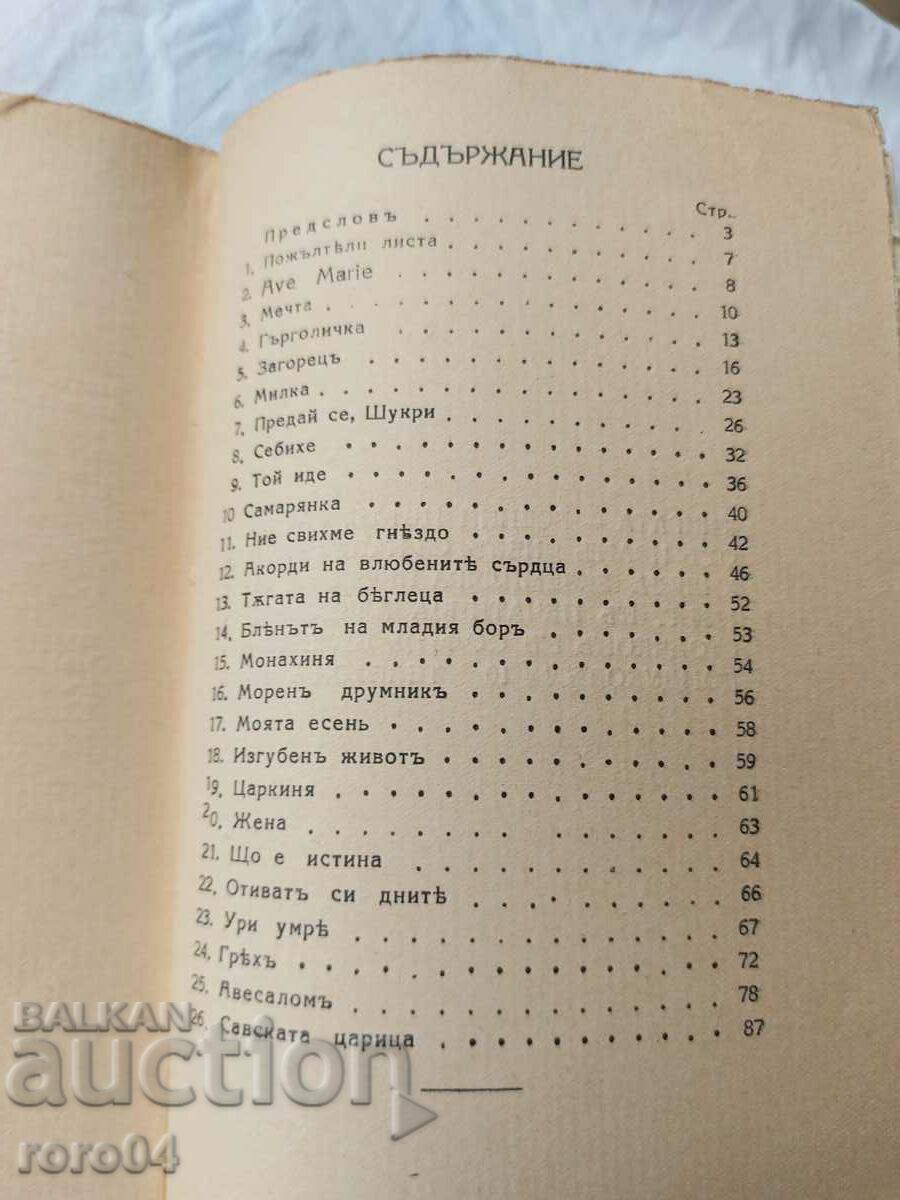 СЪДЪРЖАНИЕ
Стр.
Предсловъ . . . . . . . . . . . 3
1. Пожълтѣли листа . . . . . . . . . . 7
2. Ave Marie . . . . . . . . . . . 8
3. Мечта . . . . . . . . . . . . . 10
4. Гърголичка . . . . . . . . . . . 13
5. Загорецъ . . . . . . . . . . . . 16
6. Милка . . . . . . . . . . . . . 23
7. Предай се, Шукри . . . . . . . . . . 26
8. Себихе . . . . . . . . . . . . . 32
9. Той иде . . . . . . . . . . . . . 36
10 Самарянка . . . . . . . . . . . . 40
11. Ние свихме гнѣздо . . . . . . . . . 42
12. Акорди на влюбенитѣ сърдца . . . . . . 46
13. Тѫгата на бѣглеца . . . . . . . . . . 52
14. Блѣнътъ на младия боръ . . . . . . . 53
15. Монахиня . . . . . . . . . . . . 54
16. Моренъ друмникъ . . . . . . . . . 56
17. Моята есень . . . . . . . . . . . 58
18. Изгубенъ животъ . . . . . . . . . . 59
19. Царкиня . . . . . . . . . . . . . 61
20. Жена . . . . . . . . . . . . . 63
21. Що е истина . . . . . . . . . . . 64
22. Отиватъ си днитѣ . . . . . . . . . 66
23. Ури умрѣ . . . . . . . . . . . . . 67
24. Грѣхъ . . . . . . . . . . . . . . 72
25. Авесаломъ . . . . . . . . . . . . 78
26. Савската царица . . . . . . . . . . 87
BALKAN
auction
roro04